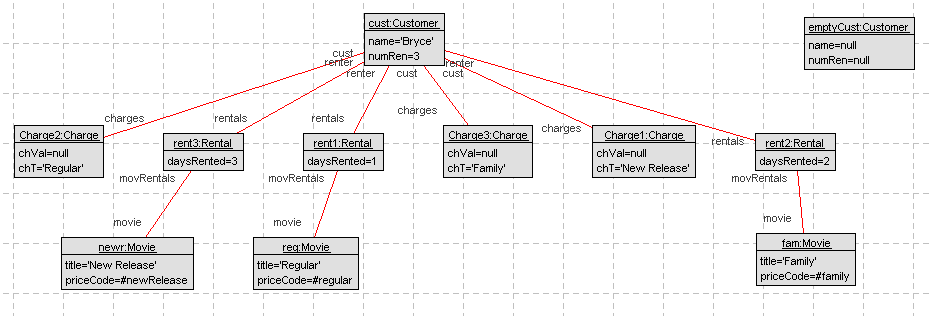 cust:Customer
name='Bryce'
numRen=3
emptyCust:Customer
name=null
numRen=null
cust
renter
renter
cust
renter
cust
charges
rentals
rentals
charges
charges
rentals
Charge2:Charge
chVal=null
chT='Regular'
rent3:Rental
daysRented=3
rent1:Rental
daysRented=1
Charge3:Charge
chVal=null
chT='Family'
Charge1:Charge
chVal=null
chT='New Release'
rent2:Rental
daysRented=2
movRentals
movRentals
movRentals
movie
movie
movie
newr:Movie
title='New Release'
priceCode=#newRelease
reg:Movie
title='Regular'
priceCode=#regular
fam:Movie
title='Family'
priceCode=#family